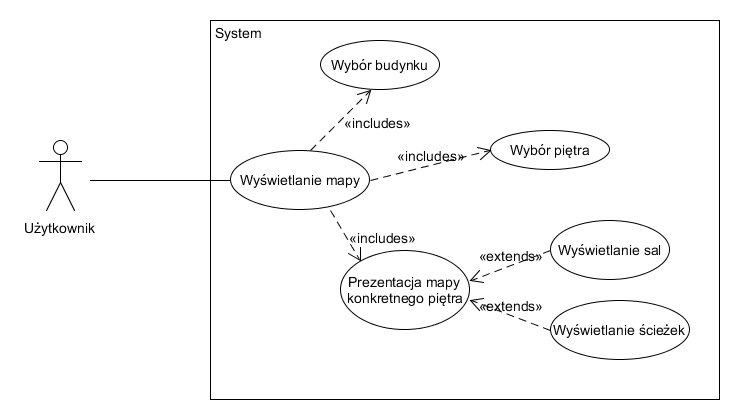 System
Wybór budynku
«includes»
«includes»
Wybór piętra
Wyświetlanie mapy
Użytkownik
«includes»
Wyświetlanie sal
«extends»
Prezentacja mapy
konkretnego piętra
«extends»
Wyświetlanie ścieżek